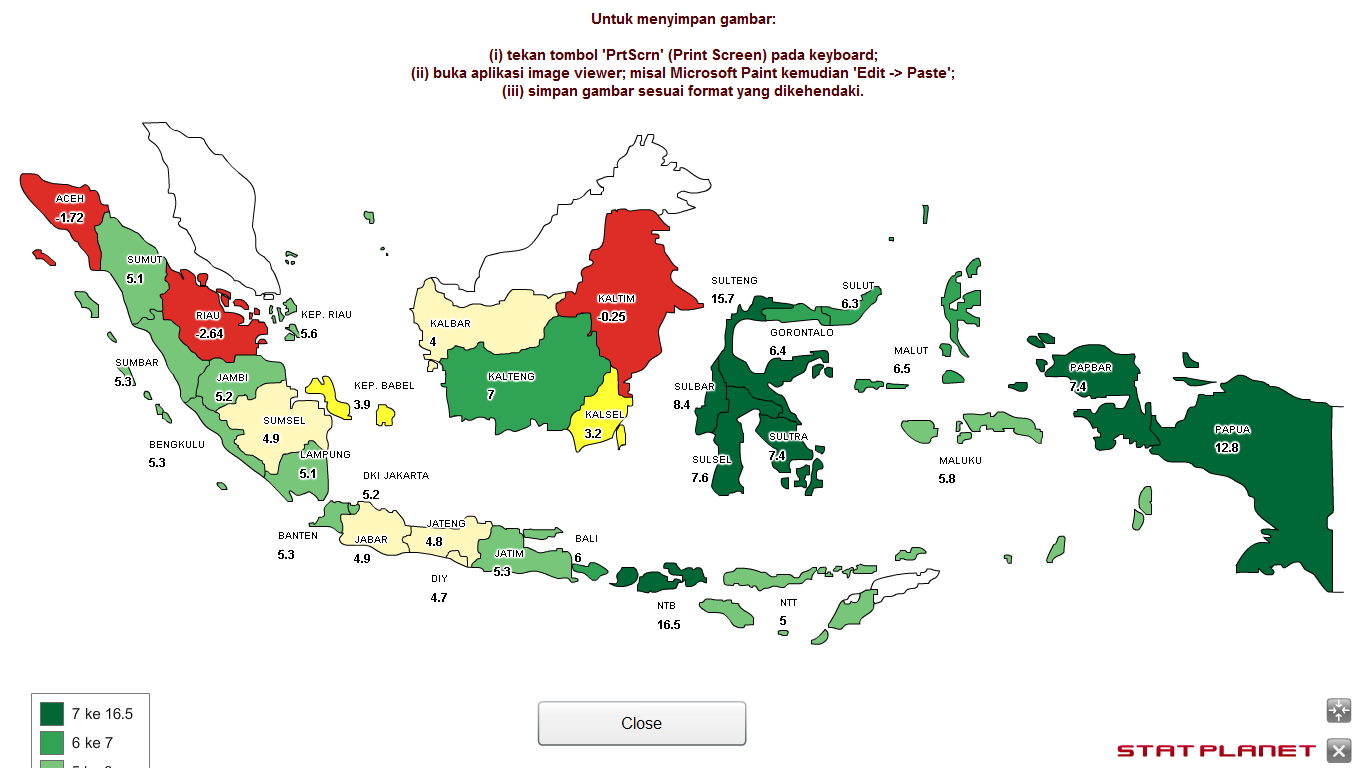 Untuk menyimpan gambar:
(i) tekan tombol 'PrtScrn' (Print Screen) pada keyboard;
(ii) buka aplikasi image viewer; misal Microsoft Paint kemudian 'Edit -> Paste';
(iii) simpan gambar sesuai format yang dikehendaki.
ACEH
-1.72
SUMUT
5.1
RIAU
-2.64
KEP. RIAU
5.6
SUMBAR
5.3
JAMBI
5.2
KEP. BABEL
3.9
SUMSEL
4.9
BENGKULU
5.3
LAMPUNG
5.1
DKI JAKARTA
5.2
BANTEN
5.3
JABAR
4.9
JATENG
4.8
DIY
4.7
JATIM
5.3
BALI
6
NTB
16.5
NTT
5
KALBAR
4
KALTENG
7
KALTIM
-0.25
KALSEL
3.2
SULTENG
15.7
SULUT
6.3
GORONTALO
6.4
SULBAR
8.4
SULSEL
7.6
SULTRA
7.4
MALUT
6.5
MALUKU
5.8
PAPBAR
7.4
PAPUA
12.8
7 ke 16.5
6 ke 7
Close
STATPLANET